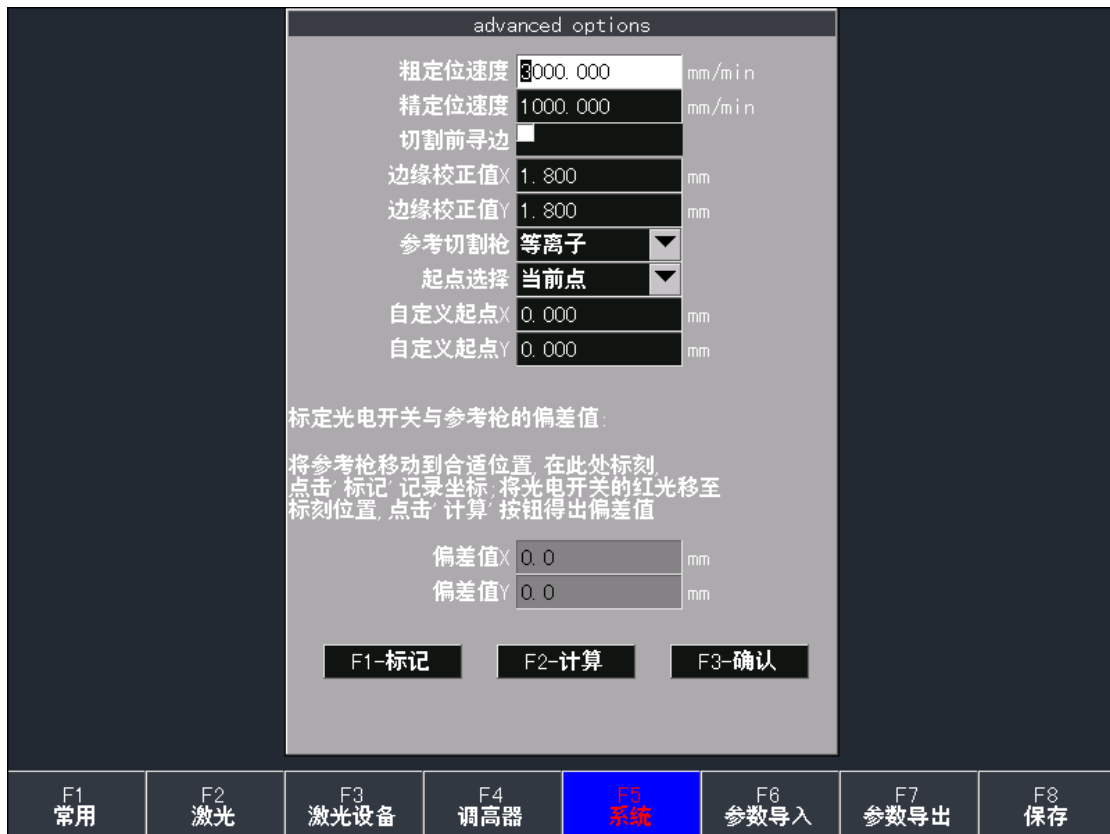 advanced options
粗定位速度 3000.000 mm/min
精定位速度 1000.000 mm/min
切割前寻边
边缘校正值X 1.800 mm
边缘校正值Y 1.800 mm
参考切割枪 等离子
起点选择 当前点
自定义起点X 0.000 mm
自定义起点Y 0.000 mm
标定光电开关与参考枪的偏差值:
将参考枪移动到合适位置,在此处标刻,
点击'标记'记录坐标;将光电开关的红光移至
标刻位置,点击'计算'按钮得出偏差值
偏差值X 0.0 mm
偏差值Y 0.0 mm
F1-标记 F2-计算 F3-确认
F1 F2 F3 F4 F5 F6 F7 F8
常用 激光 激光设备 调高器 系统 参数导入 参数导出 保存